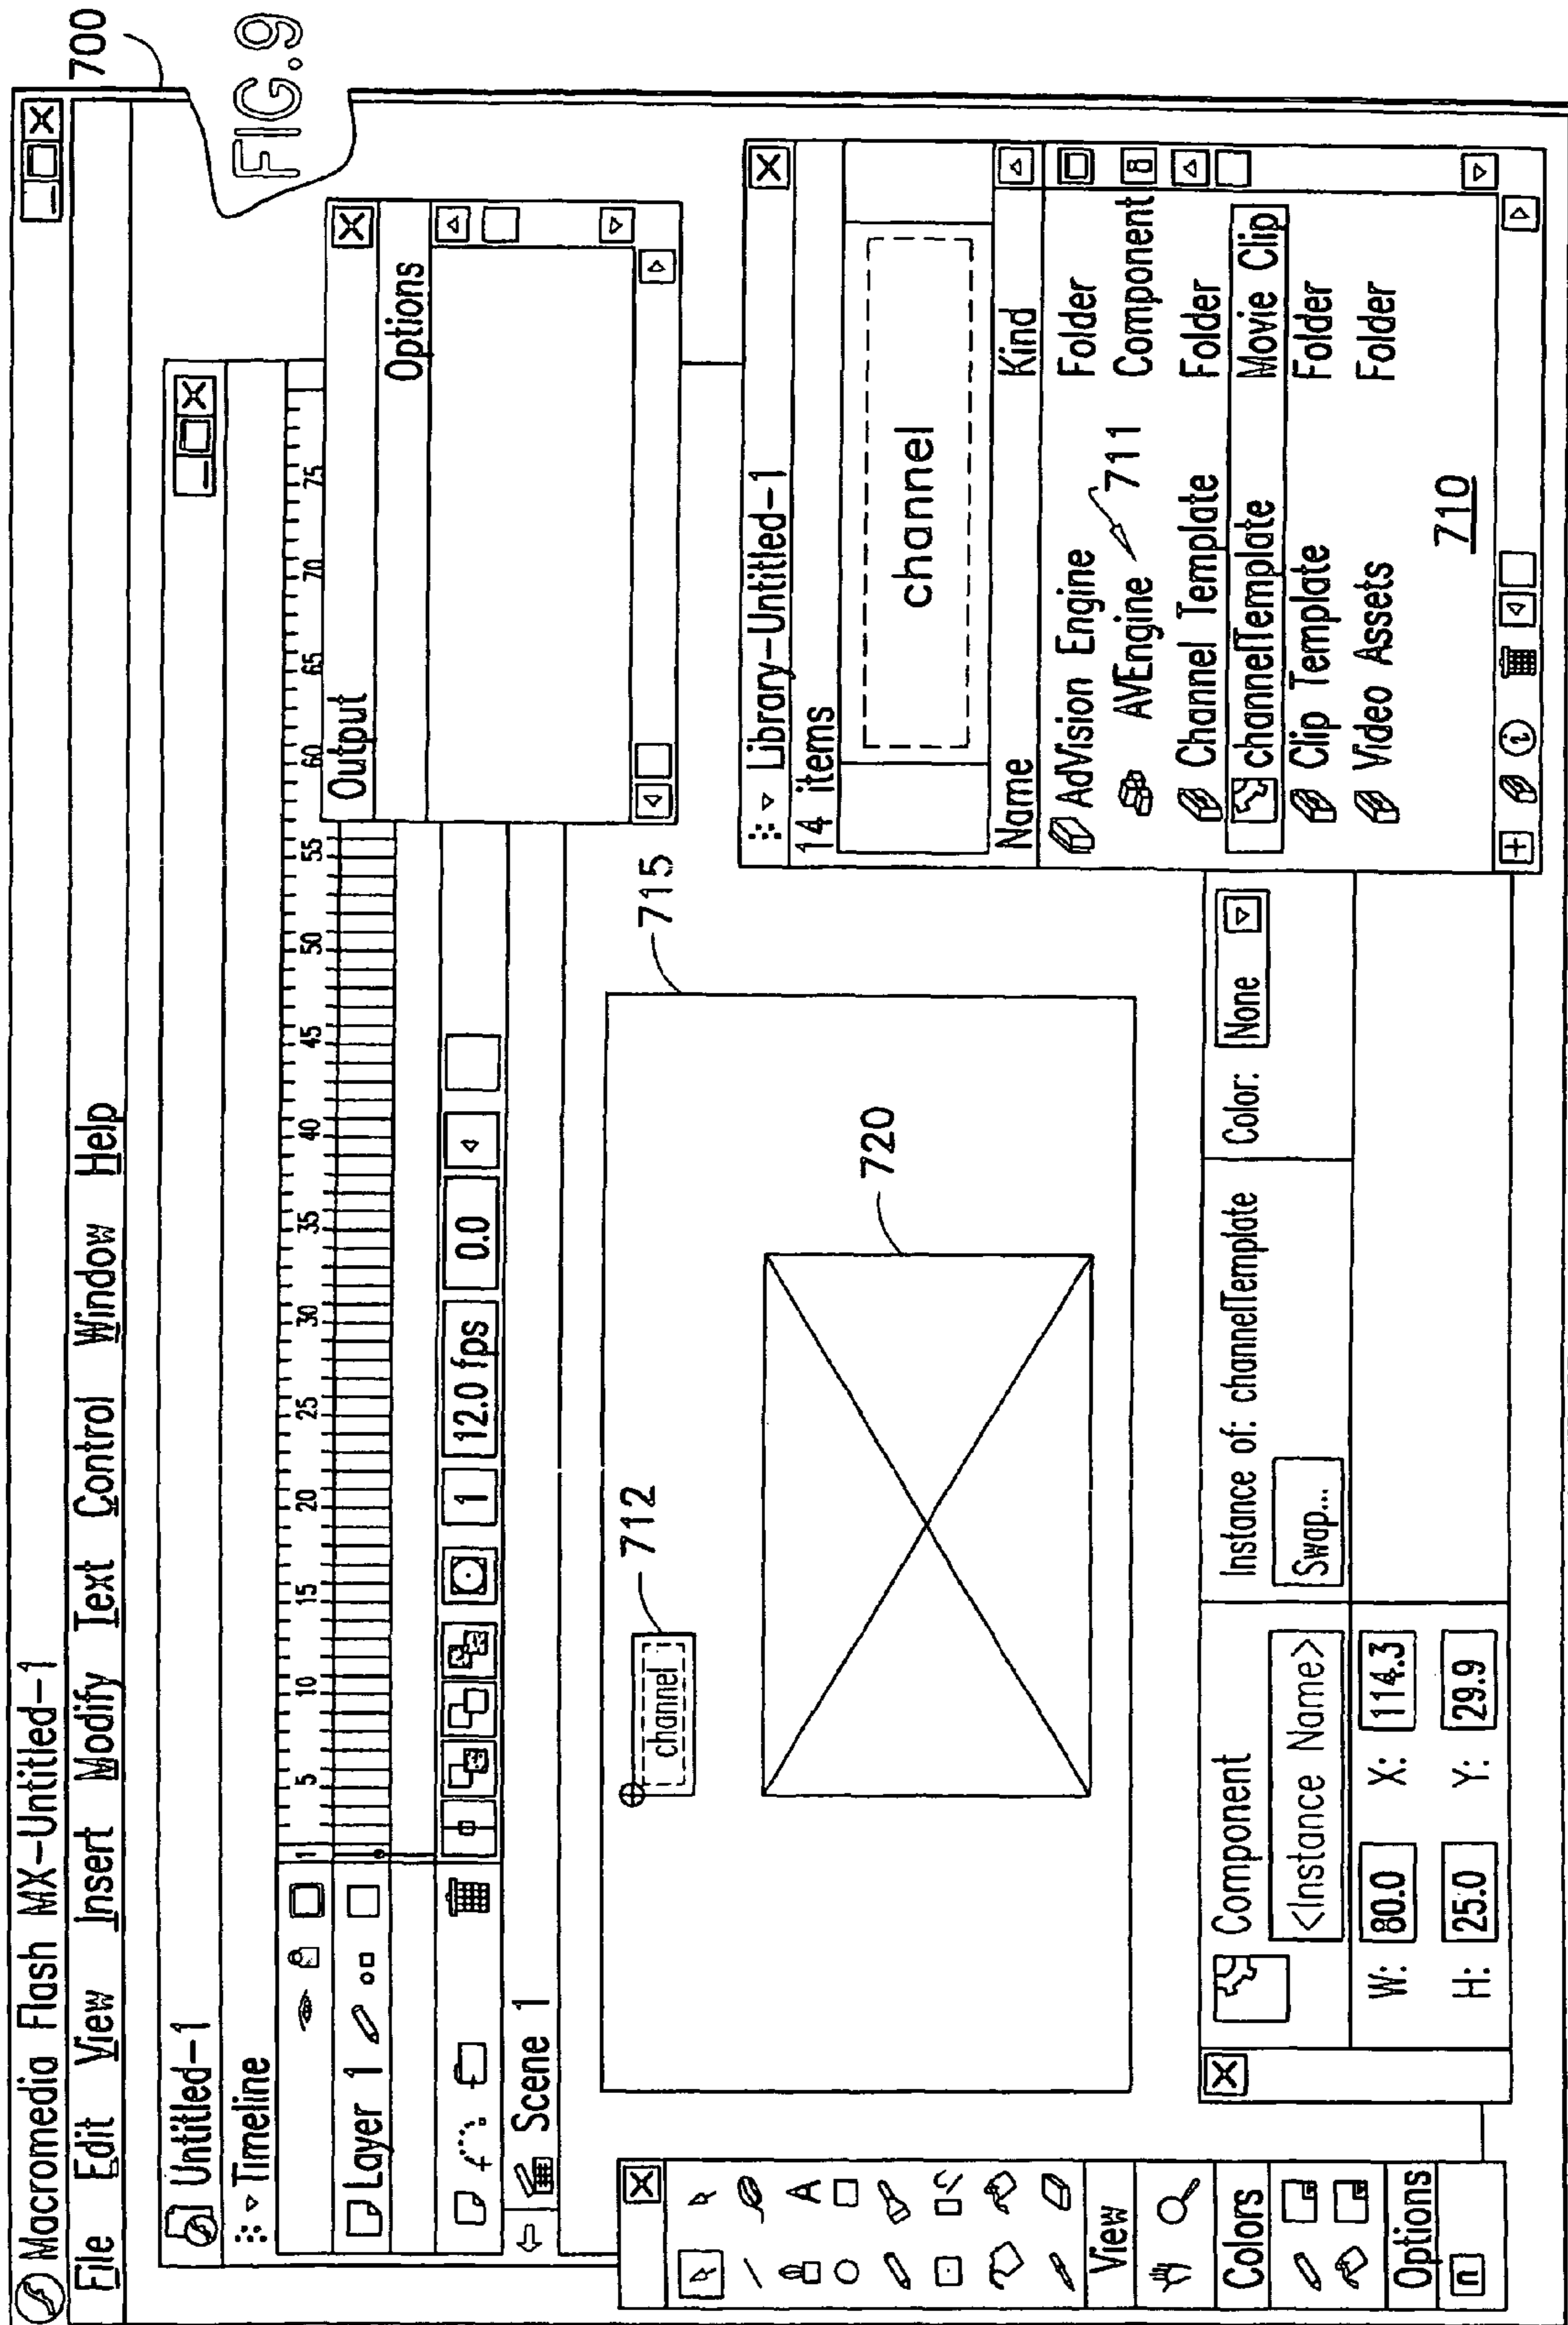 Macromedia Flash MX-Untitled-1
File Edit View Insert Modify Text Control Window Help
700
FIG.9
Untitled-1
Timeline
1 5 10 15 20 25 30 35 40 45 50 55 60 65 70 75
Layer 1
1 12.0 fps 0.0
Scene 1
Output
Options
View
Colors
Options
n
712
channel
715
720
Library-Untitled-1
14 items
channel
Name Kind
AdVision Engine Folder
AVEngine 711 Component
Channel Template Folder
channelTemplate Movie Clip
Clip Template Folder
Video Assets Folder
710
Component
<Instance Name>
Instance of: channelTemplate
Swap...
Color: None
W: 80.0 X: 114.3
H: 25.0 Y: 29.9